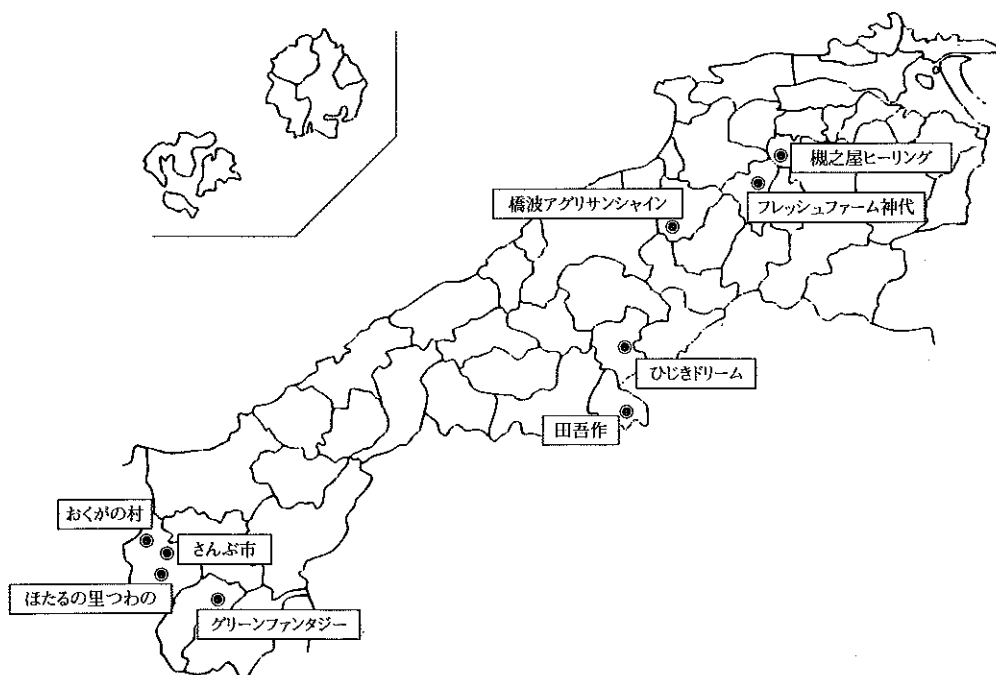 槻之屋ヒーリング
フレッシュファーム神代
橋波アグリサンシャイン
ひじきドリーム
田吾作
おくがの村
さんぶ市
ほたるの里つわの
グリーンファンタジー